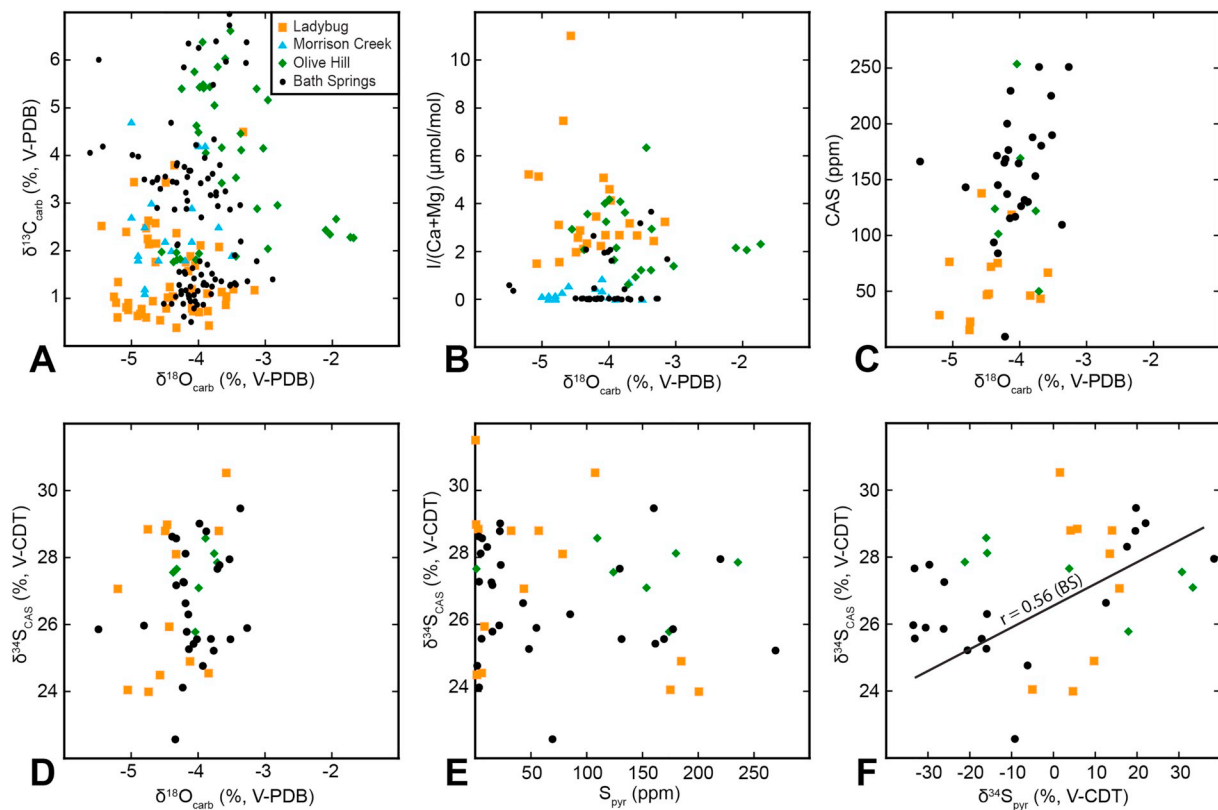 Ladybug
Morrison Creek
Olive Hill
Bath Springs
6
5
4
3
2
1
δ13Ccarb (%, V-PDB)
-5 -4 -3 -2
δ18Ocarb (%, V-PDB)
A
10
8
6
4
2
0
I/(Ca+Mg) (μmol/mol)
-5 -4 -3 -2
δ18Ocarb (%, V-PDB)
B
250
200
150
100
50
CAS (ppm)
-5 -4 -3 -2
δ18Ocarb (%, V-PDB)
C
30
28
26
24
δ34SCAS (%, V-CDT)
-5 -4 -3 -2
δ18Ocarb (%, V-PDB)
D
30
28
26
24
δ34SCAS (%, V-CDT)
50 100 150 200 250
Spyr (ppm)
E
30
28
26
24
δ34SCAS (%, V-CDT)
r = 0.56 (BS)
-30 -20 -10 0 10 20 30
δ34Spyr (%, V-CDT)
F